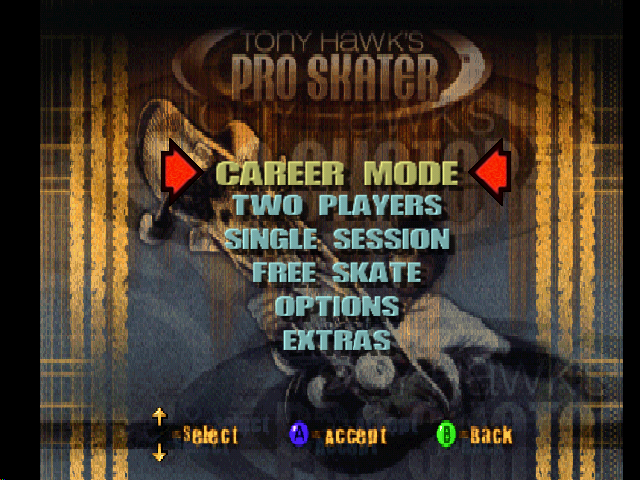 TONY HAWK'S
PRO SKATER
CAREER MODE
TWO PLAYERS
SINGLE SESSION
FREE SKATE
OPTIONS
EXTRAS
=Select A=Accept B=Back